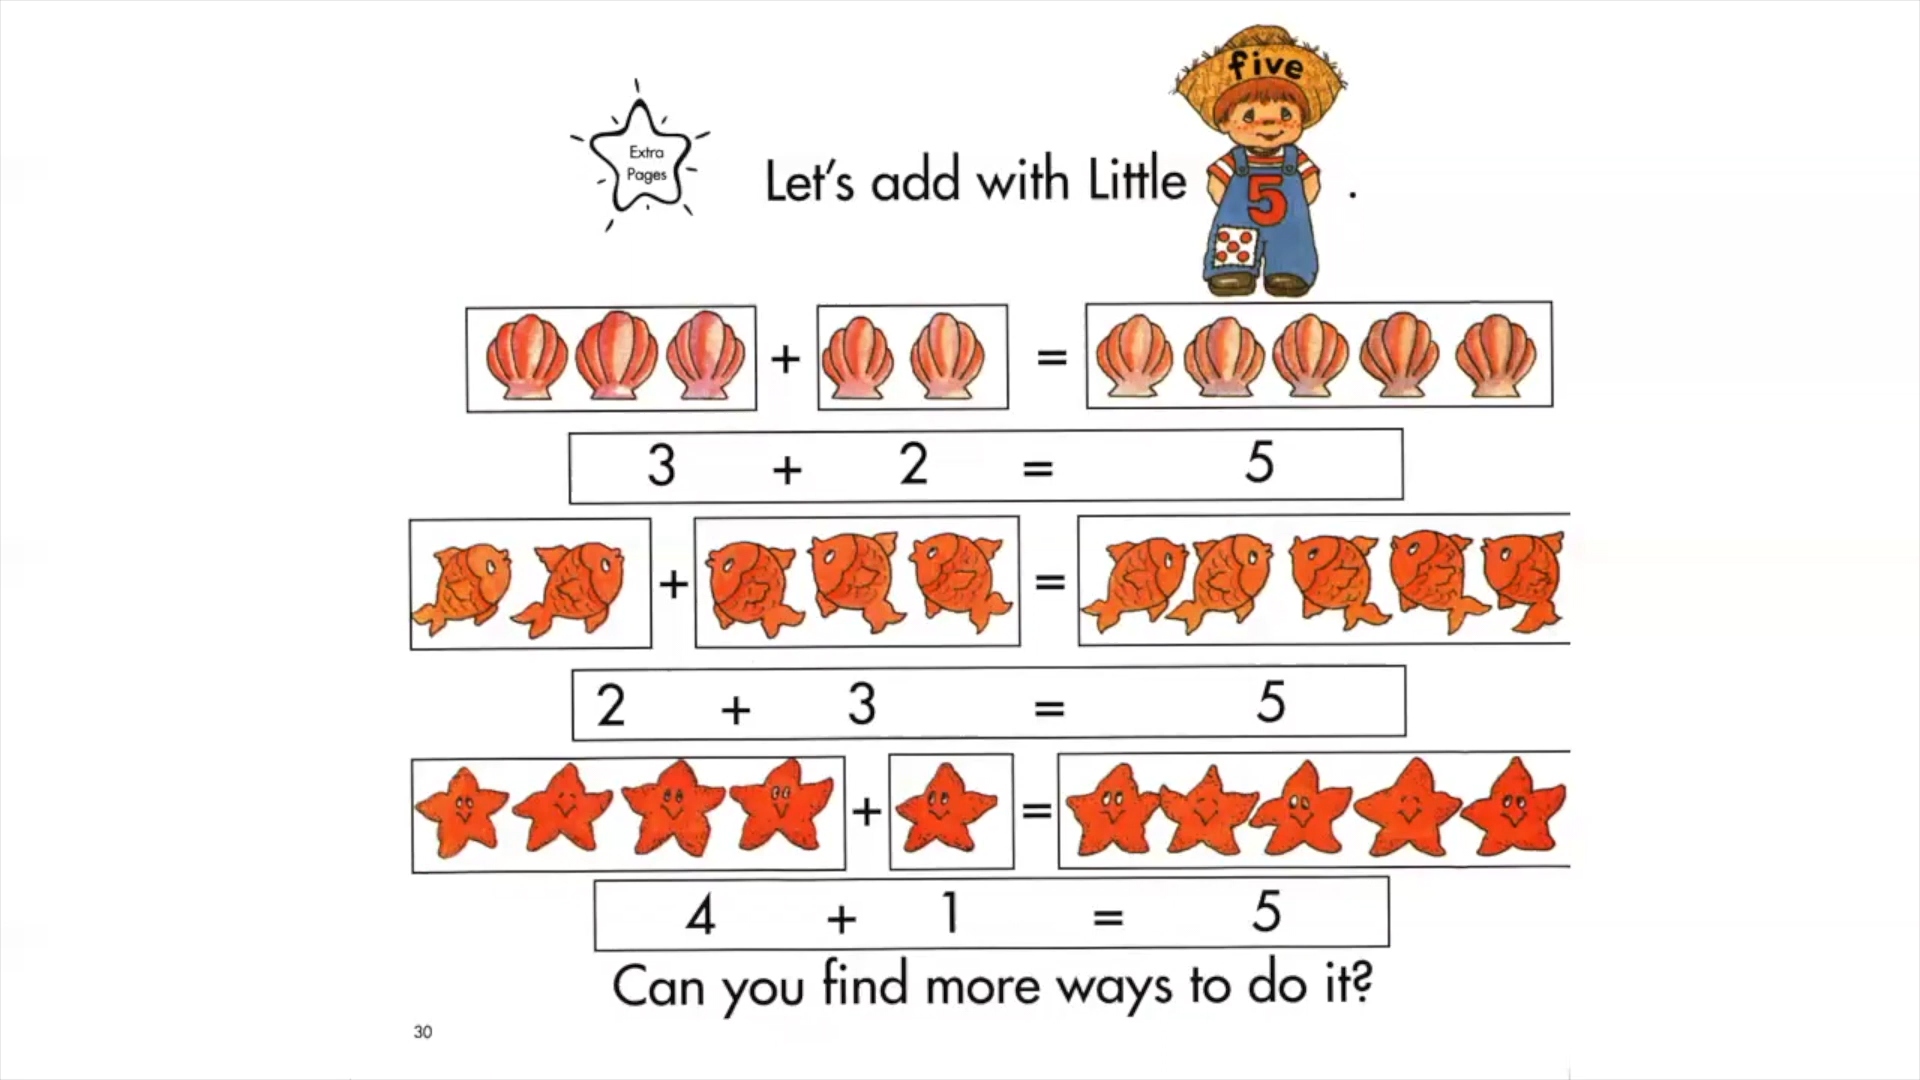 five
Extra
Pages
Let's add with Little 5 .
+ =
3 + 2 = 5
+ =
2 + 3 = 5
+ =
4 + 1 = 5
Can you find more ways to do it?
30